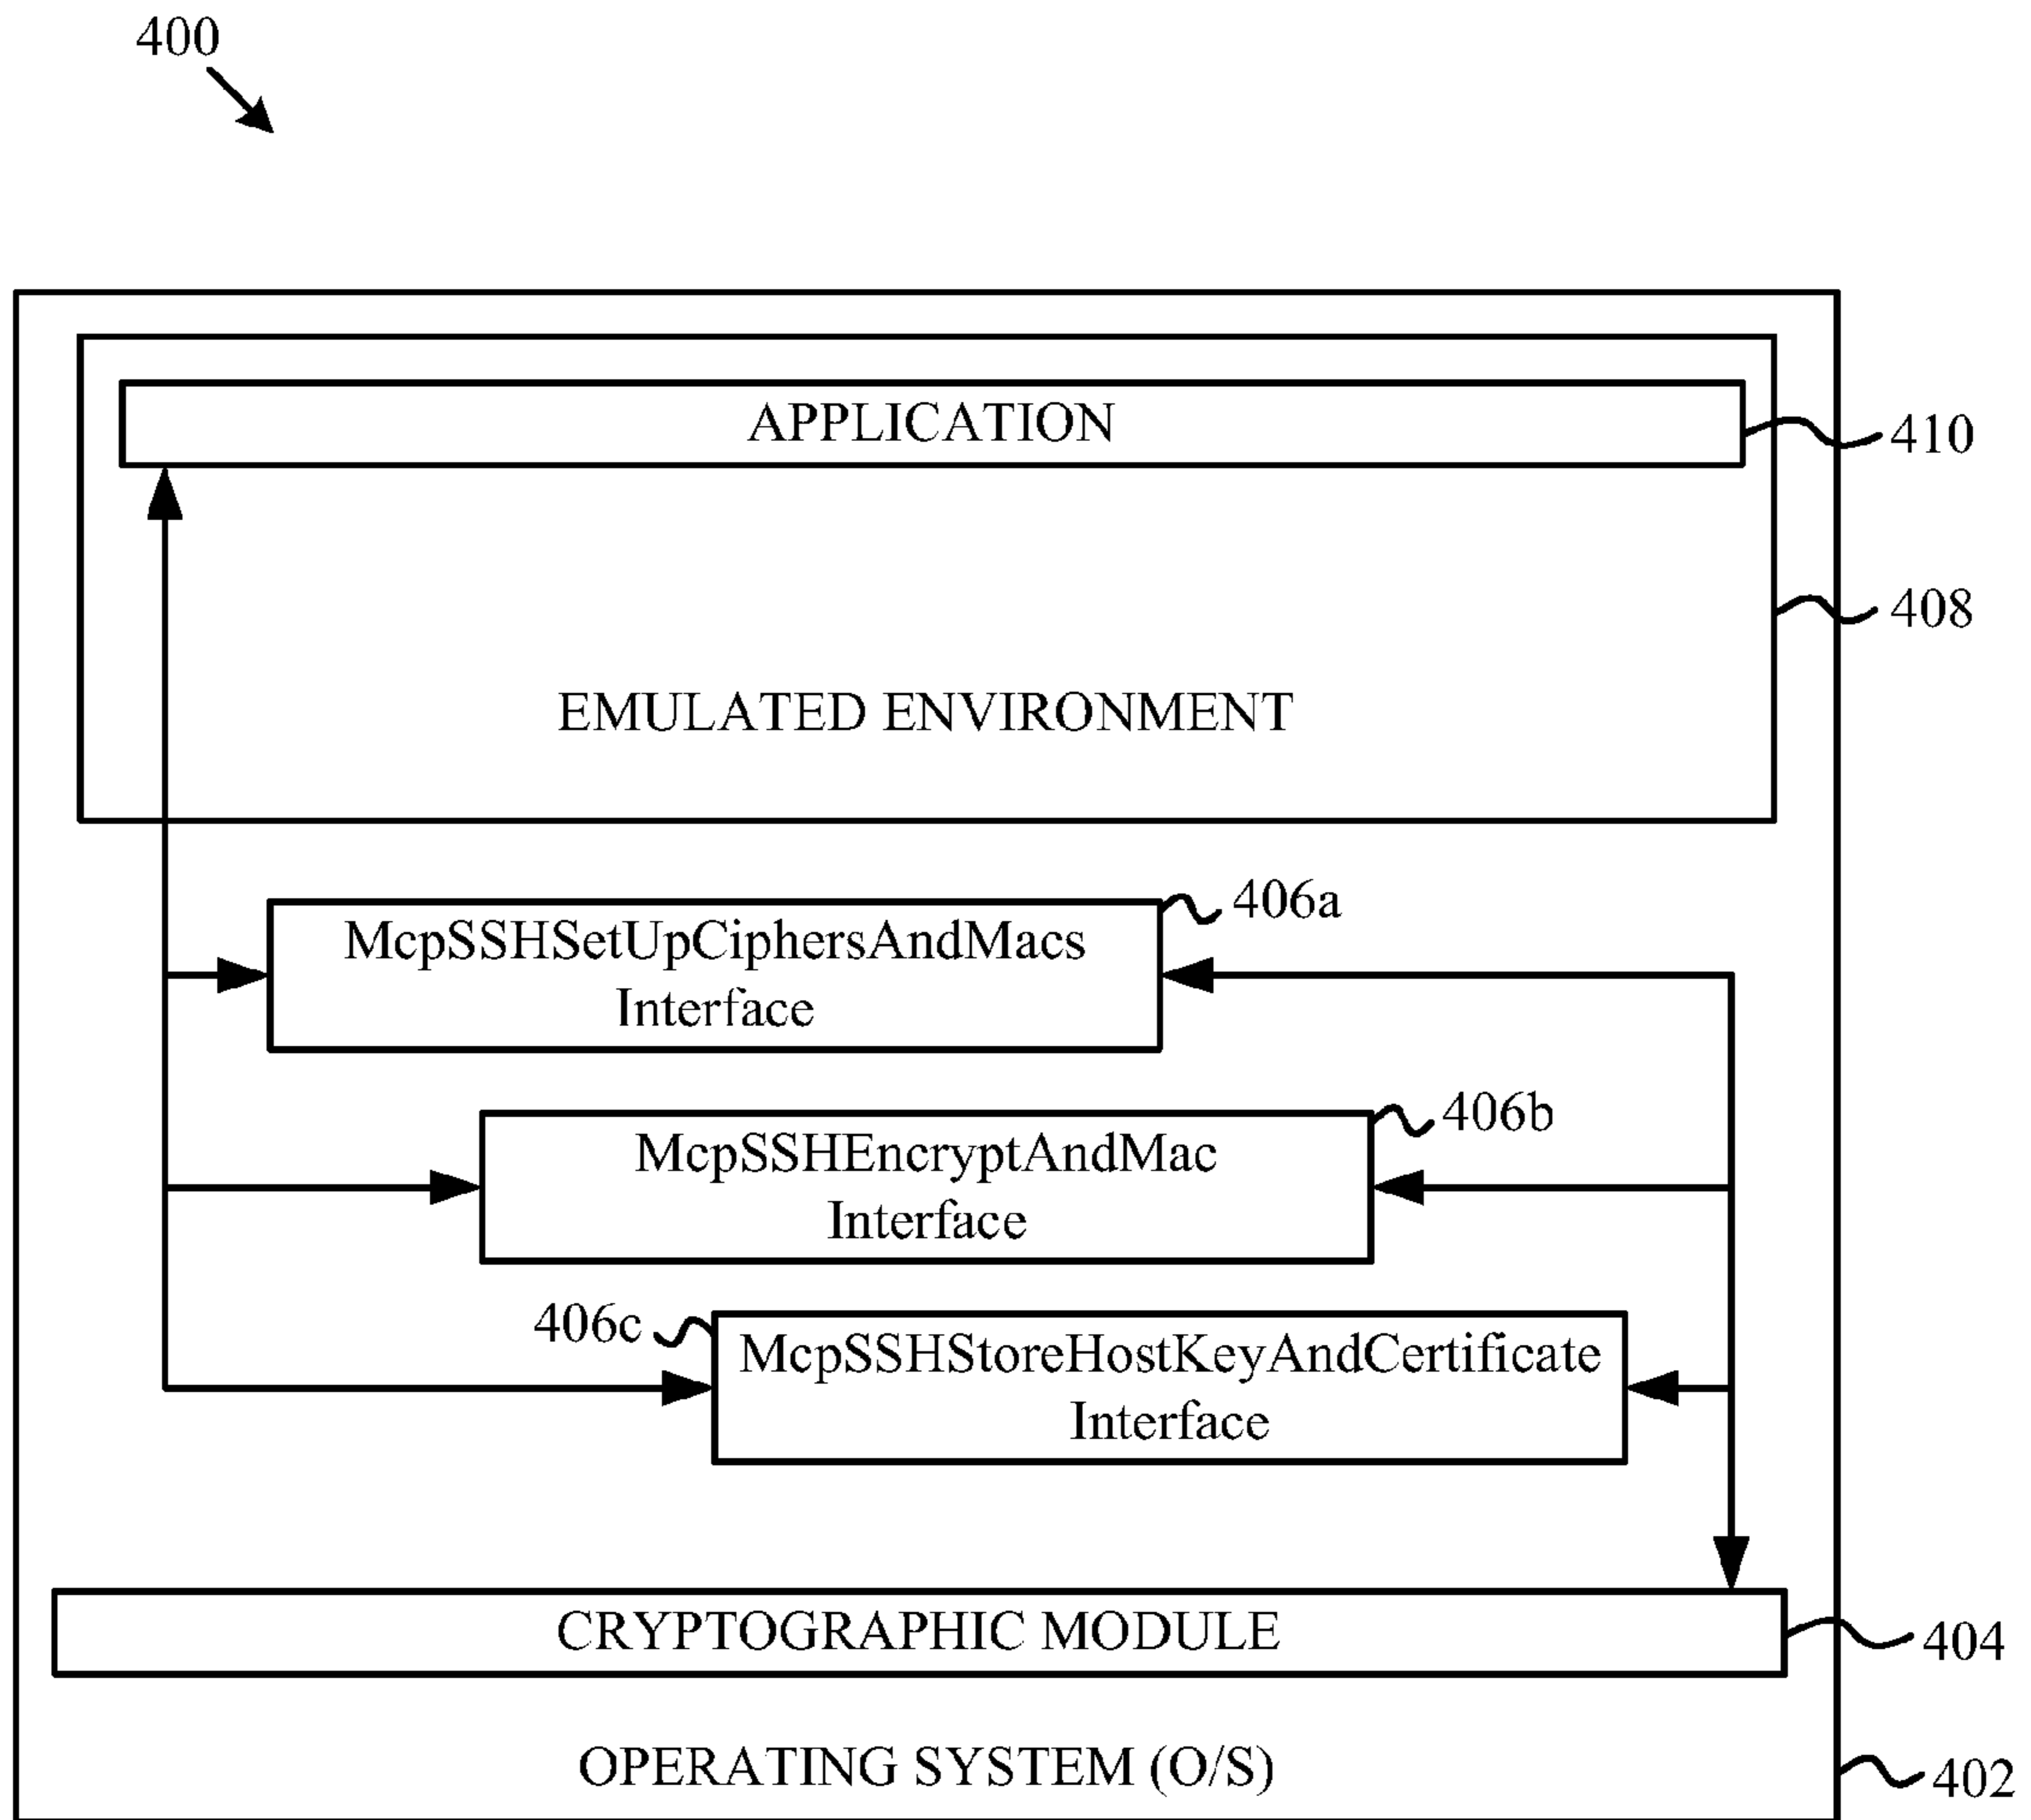 400
APPLICATION
410
408
EMULATED ENVIRONMENT
406a
McpSSHSetUpCiphersAndMacs
Interface
406b
McpSSHEncryptAndMac
Interface
406c
McpSSHStoreHostKeyAndCertificate
Interface
CRYPTOGRAPHIC MODULE
404
OPERATING SYSTEM (O/S)
402